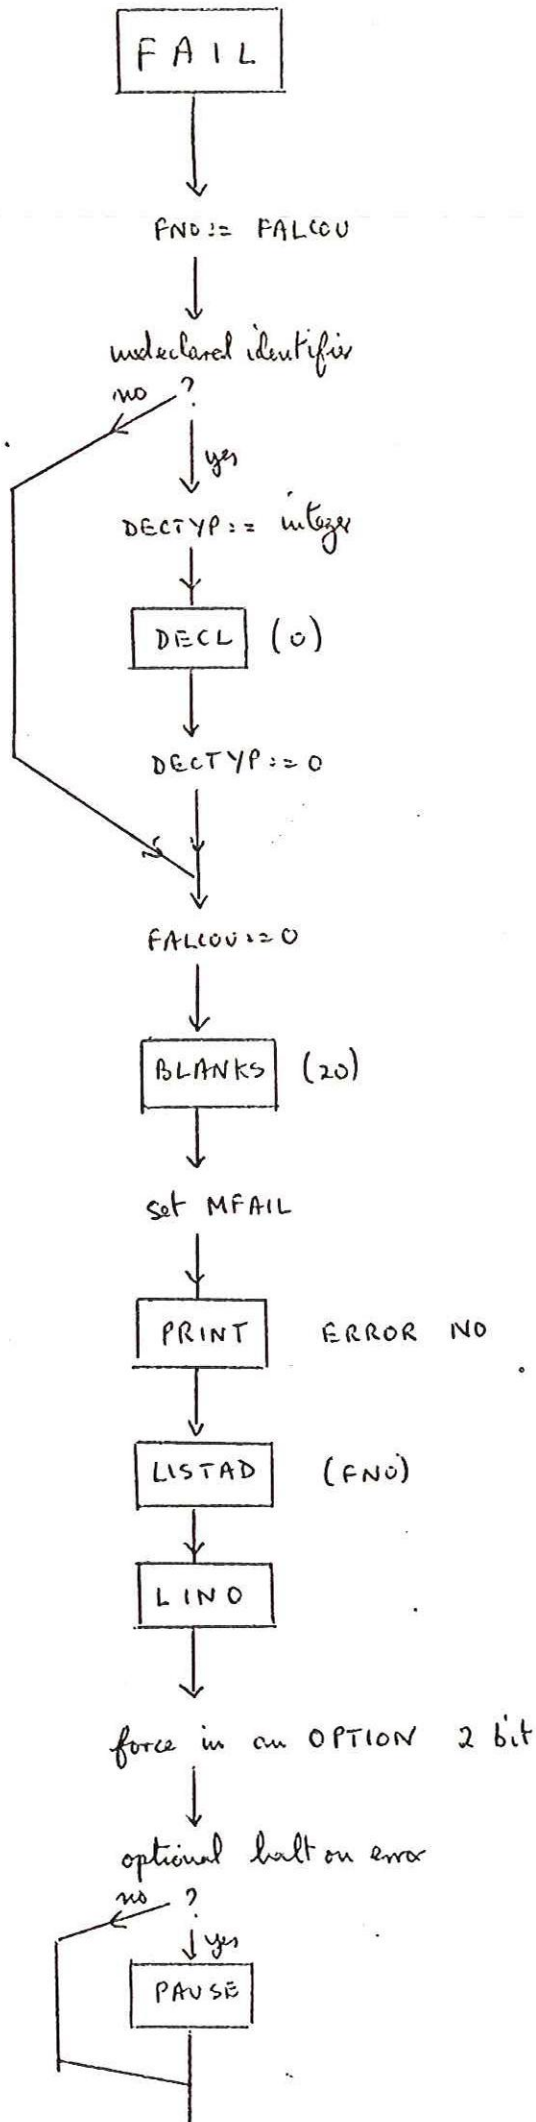 FAIL
FNO:= FALCOU
undeclared identifier
?
no
yes
DECTYP:= integer
DECL (0)
DECTYP:=0
FALCOU:=0
BLANKS (20)
set MFAIL
PRINT ERROR NO
LISTAD (FNO)
LINO
force in an OPTION 2 bit
optional halt on error
?
no
yes
PAUSE